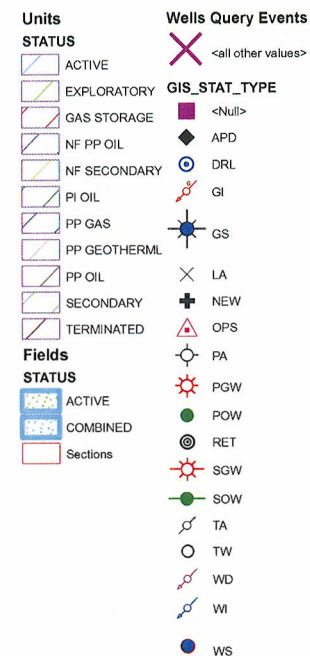 Units
STATUS
ACTIVE
EXPLORATORY
GAS STORAGE
NF PP OIL
NF SECONDARY
PI OIL
PP GAS
PP GEOTHERML
PP OIL
SECONDARY
TERMINATED
Fields
STATUS
ACTIVE
COMBINED
Sections
Wells Query Events
<all other values>
GIS_STAT_TYPE
<Null>
APD
DRL
GI
GS
LA
NEW
OPS
PA
PGW
POW
RET
SGW
SOW
TA
TW
WD
WI
WS